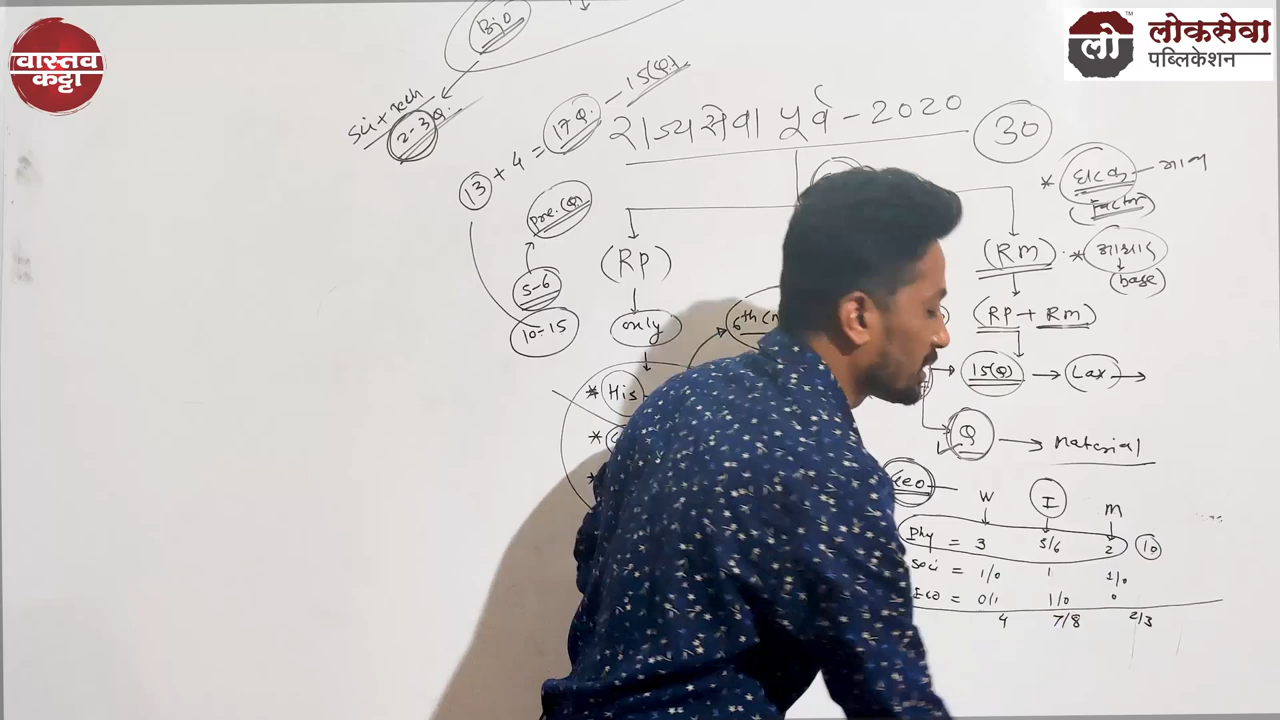 वास्तव
कट्टा
लो
लोकसेवा
पब्लिकेशन
Bio
Sci + Tech
2-3 Q.
13 + 4 = 17 Q. - 15(Q)
राज्यसेवा पूर्व - 2020
30
* घटक
(Factor)
* आधार
(base)
Pre. (Q)
5-6
10-15
(RP)
only
* His
*
*
(RM)
(RP + RM)
15(Q) → Lax →
Q → material
Geo
W I M
Phy = 3 5/6 2 10
Soci = 1/0 1 1/0
Eco = 0/1 1/0 0
4 7/8 2/3